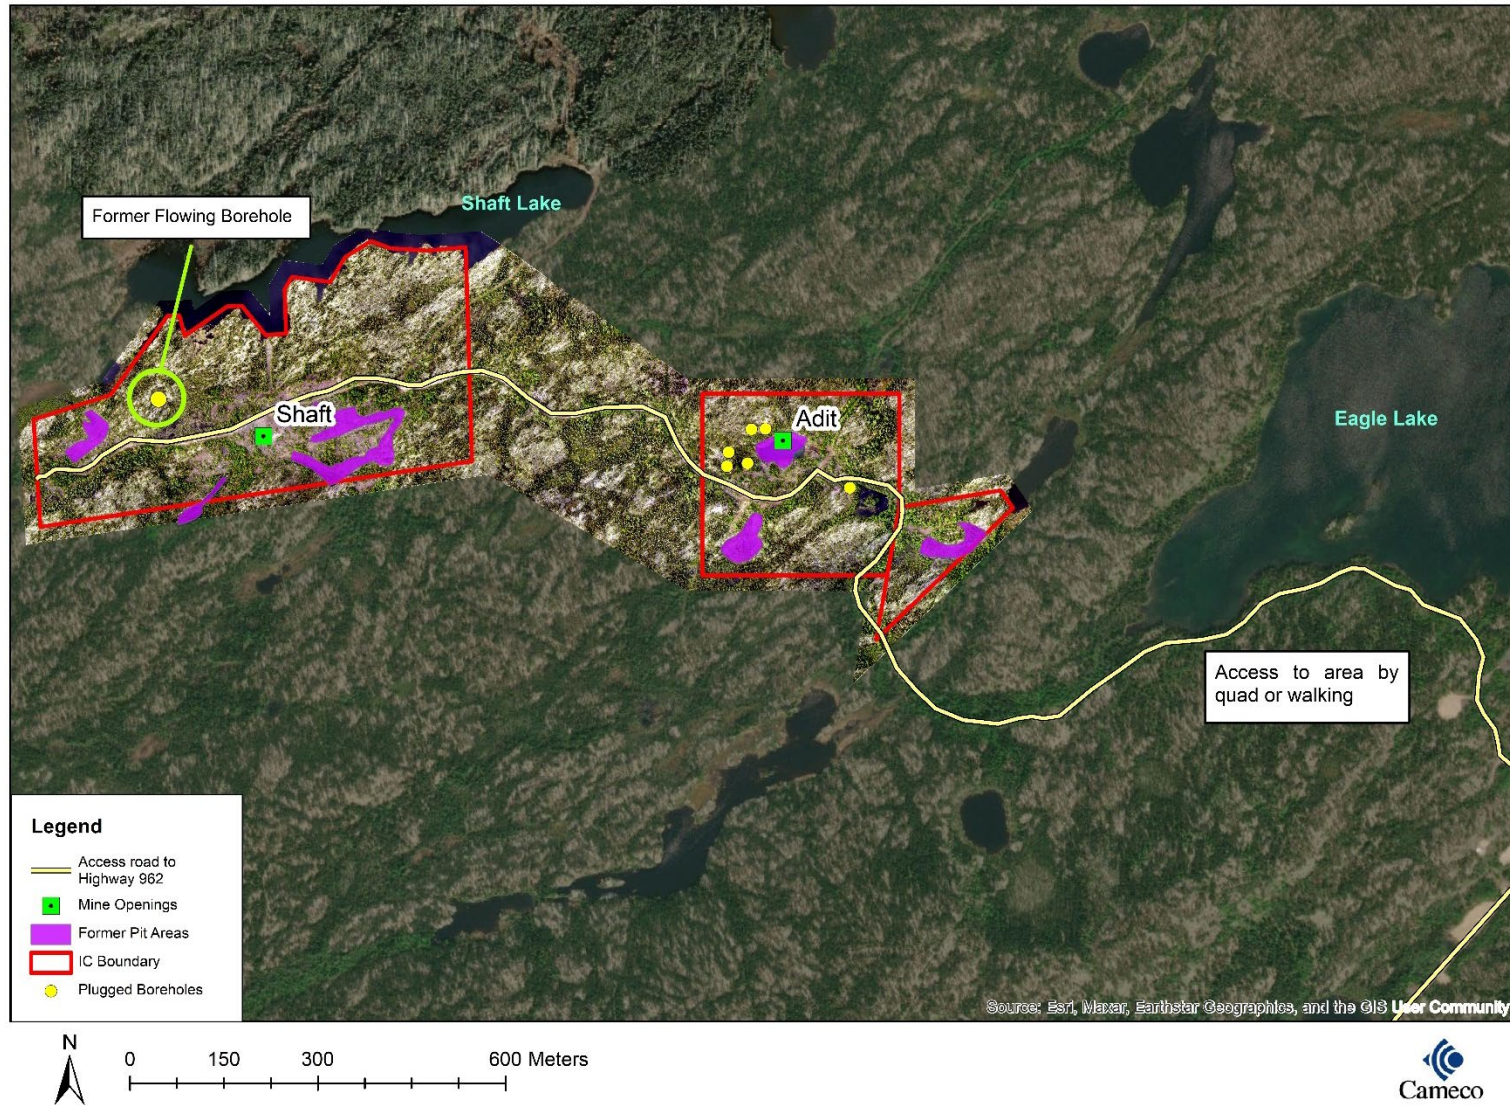 Shaft Lake
Former Flowing Borehole
Shaft
Adit
Eagle Lake
Access to area by
quad or walking
Legend
Access road to
Highway 962
Mine Openings
Former Pit Areas
IC Boundary
Plugged Boreholes
Source: Esri, Maxar, Earthstar Geographics, and the GIS User Community
N
0 150 300 600 Meters
Cameco